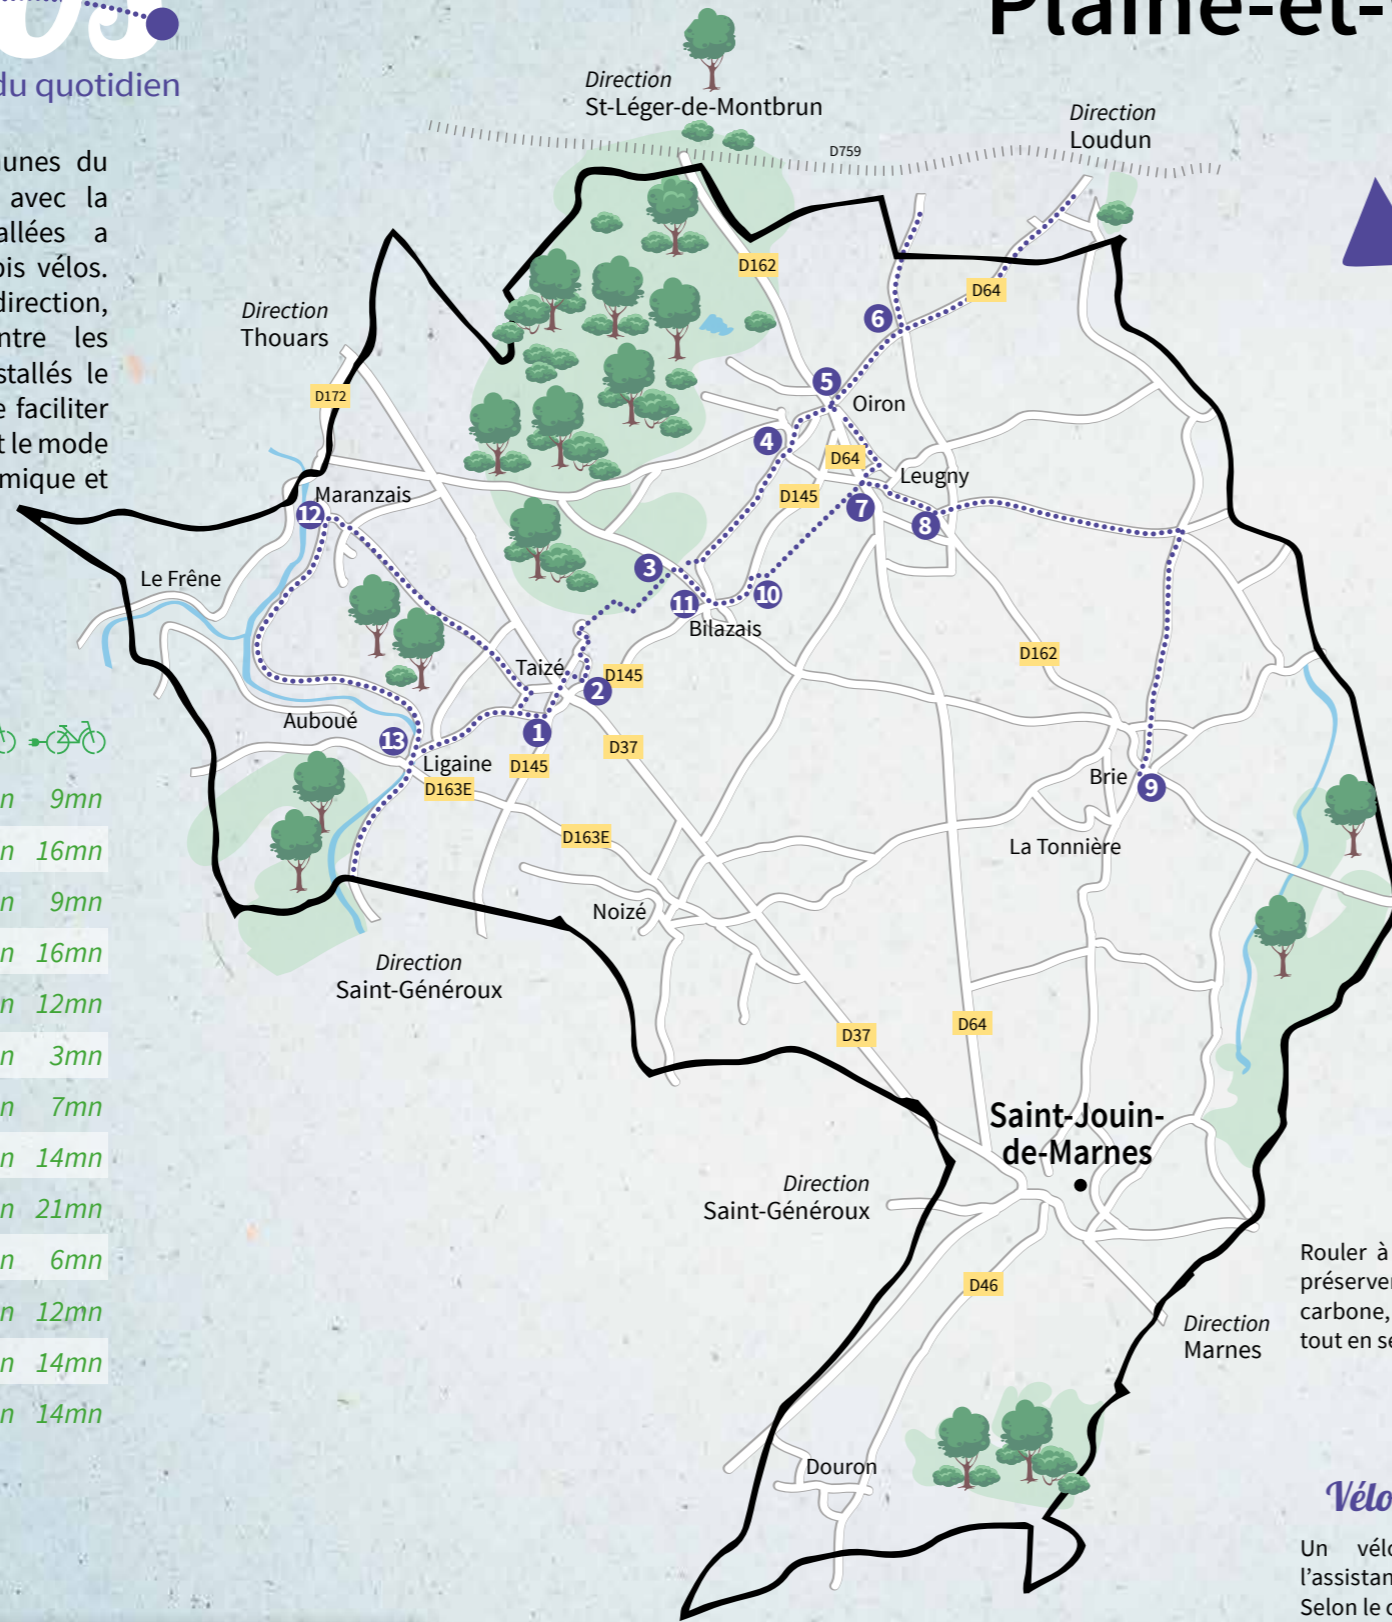 Plaine-et-
du quotidien
Direction
St-Léger-de-Montbrun
Direction
Loudun
D759
munes du
avec la
allées a
vélos.
direction,
entre les
installés le
faciliter
le mode
et
Direction
Thouars
D162
D64
6
D172
5
Oiron
4
D64
Leugny
D145
7
8
Maranzais
12
Le Frêne
3
11
10
Bilazais
D162
Taizé
D145
2
Auboué
13
1
D37
Ligaine
D145
D163E
Brie
9
D163E
La Tonnière
Noizé
9mn
16mn
9mn
16mn
12mn
3mn
7mn
14mn
21mn
6mn
12mn
14mn
14mn
Direction
Saint-Généroux
D37
D64
Saint-Jouin-
de-Marnes
Direction
Saint-Généroux
D46
Direction
Marnes
Douron
Rouler à
préserver
carbone,
tout en se
Vélo
Un vélo
l'assistan
Selon le